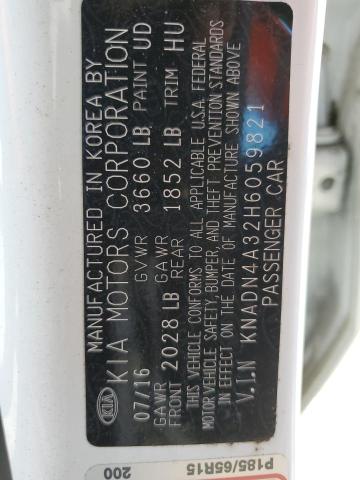 MANUFACTURED IN KOREA BY
KIA KIA MOTORS CORPORATION
07/16 GVWR 3660 LB PAINT UD
GAWR FRONT 2028 LB GAWR REAR 1852 LB TRIM HU
THIS VEHICLE CONFORMS TO ALL APPLICABLE U.S.A. FEDERAL
MOTOR VEHICLE SAFETY, BUMPER, AND THEFT PREVENTION STANDARDS
IN EFFECT ON THE DATE OF MANUFACTURE SHOWN ABOVE
V.I.N KNADN4A32H6059821
PASSENGER CAR
P185/65R15
200